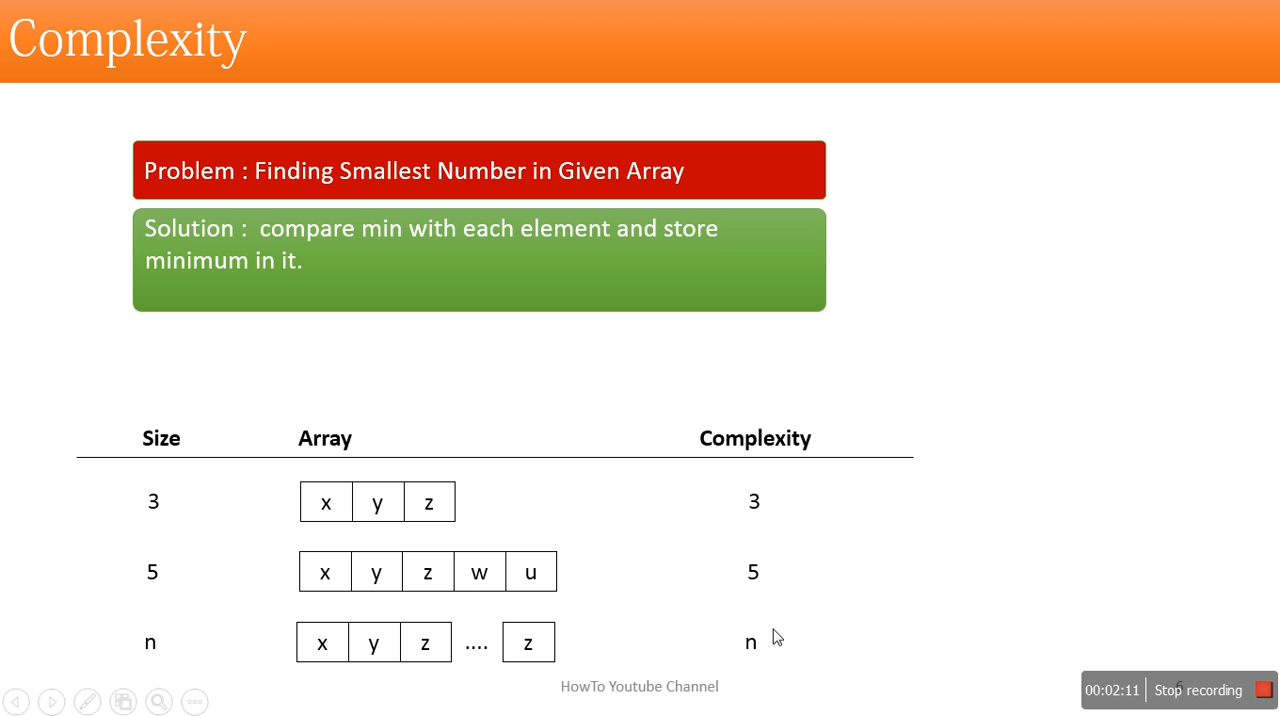 Complexity
Problem : Finding Smallest Number in Given Array
Solution :  compare min with each element and store
minimum in it.
Size Array Complexity
3 x y z 3
5 x y z w u 5
n x y z .... z n
HowTo Youtube Channel
6
00:02:11 Stop recording